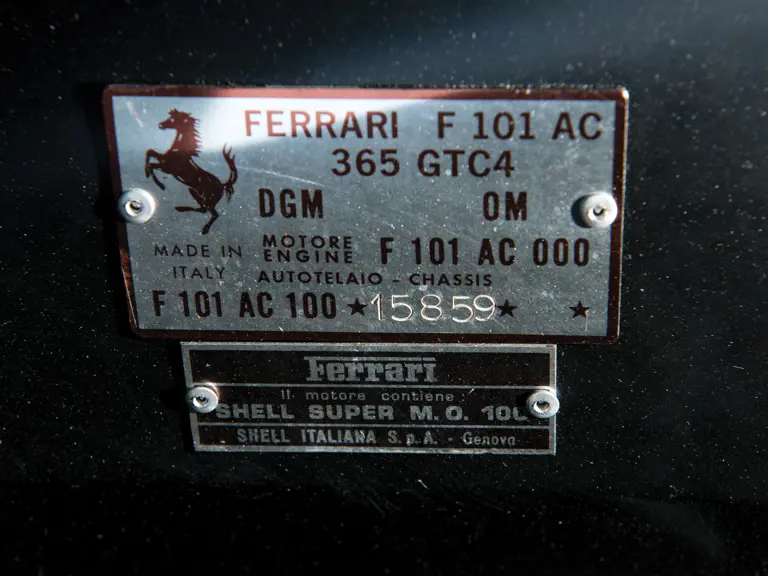 FERRARI F 101 AC
365 GTC4
DGM OM
MADE IN ITALY
MOTORE ENGINE F 101 AC 000
AUTOTELAIO - CHASSIS
F 101 AC 100 ★15859★ ★
Ferrari
Il motore contiene
SHELL SUPER M. O. 100
SHELL ITALIANA S.p.A. - Genova